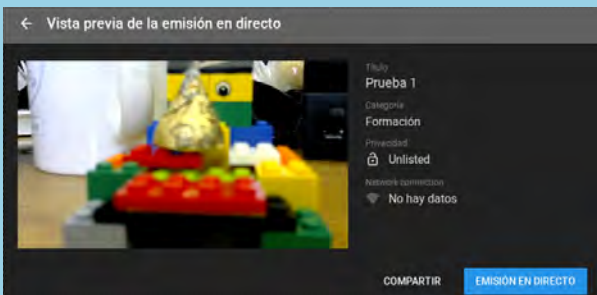 Vista previa de la emisión en directo
Título
Prueba 1
Categoría
Formación
Privacidad
Unlisted
Network connection
No hay datos
COMPARTIR
EMISIÓN EN DIRECTO